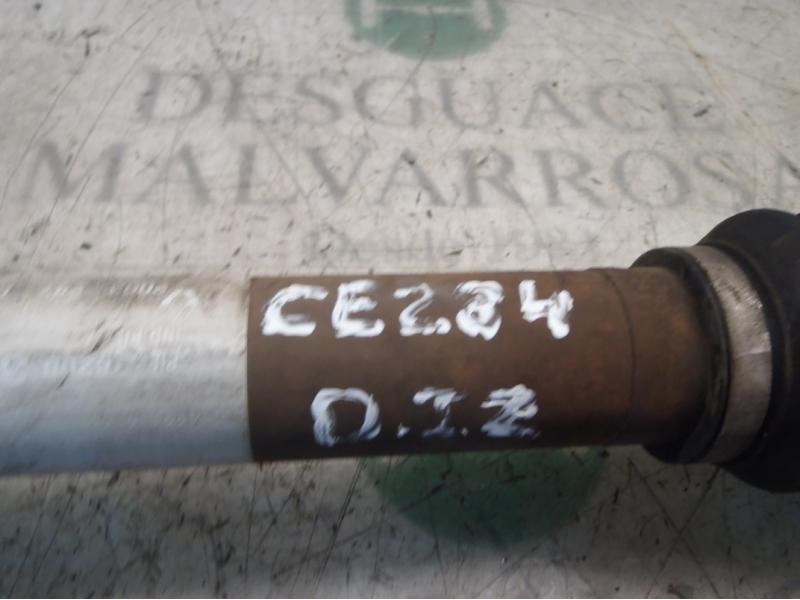 DESGUACE
MALVARROSA
CE284
D.I.Z